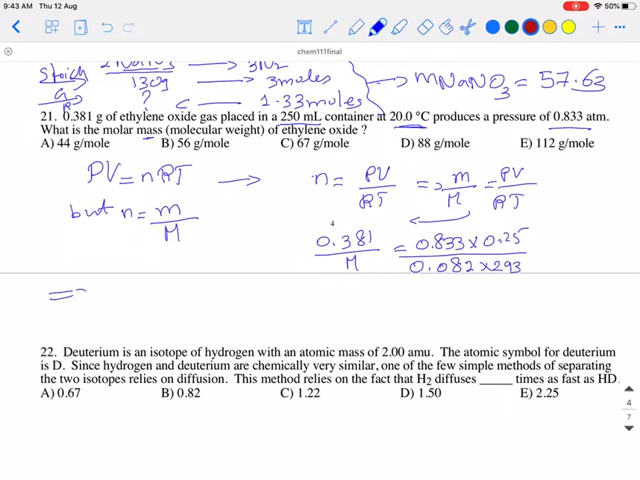 9:43 AM Thu 12 Aug
50%
chem111final
Stoich
130g → 3moles
? ← 1.33moles
→ mNaNO3 = 57.63
21. 0.381 g of ethylene oxide gas placed in a 250 mL container at 20.0 °C produces a pressure of 0.833 atm.
What is the molar mass (molecular weight) of ethylene oxide ?
A) 44 g/mole B) 56 g/mole C) 67 g/mole D) 88 g/mole E) 112 g/mole
PV = nRT → n = PV/RT => m/M = PV/RT
but n = m/M
0.381/M = 0.833 x 0.25/0.082 x 293
22. Deuterium is an isotope of hydrogen with an atomic mass of 2.00 amu. The atomic symbol for deuterium
is D. Since hydrogen and deuterium are chemically very similar, one of the few simple methods of separating
the two isotopes relies on diffusion. This method relies on the fact that H2 diffuses _____ times as fast as HD.
A) 0.67 B) 0.82 C) 1.22 D) 1.50 E) 2.25
4
7